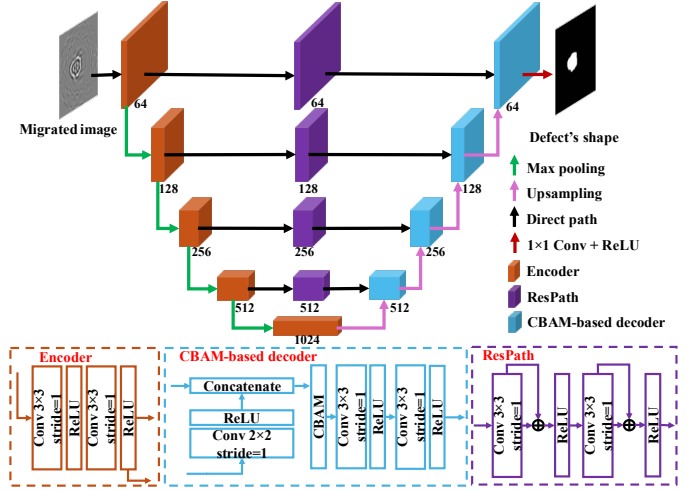 64
64
64
Migrated image
Defect's shape
128
128
128
Max pooling
Upsampling
256
256
256
Direct path
1×1 Conv + ReLU
Encoder
512
512
512
ResPath
1024
CBAM-based decoder
Encoder
Conv 3×3
stride=1
ReLU
Conv 3×3
stride=1
ReLU
CBAM-based decoder
Concatenate
ReLU
Conv 2×2
stride=1
CBAM
Conv 3×3
stride=1
ReLU
Conv 3×3
stride=1
ReLU
ResPath
Conv 3×3
stride=1
ReLU
Conv 3×3
stride=1
ReLU